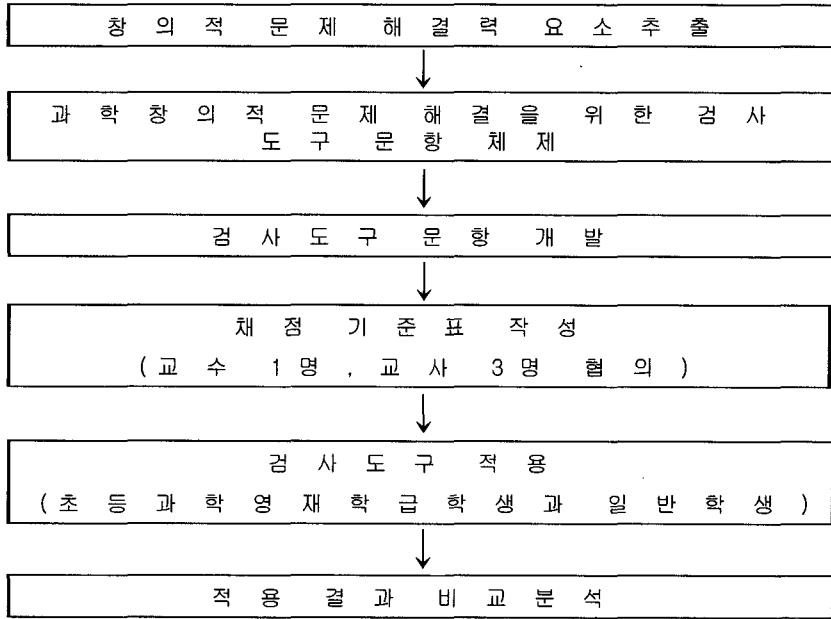 창의적 문제 해결력 요소추출
과학창의적 문제 해결을 위한 검사
도구 문항 체제
검사도구 문항 개발
채점 기준표 작성
(교수 1명, 교사 3명 협의)
검사도구 적용
(초등과학영재학급학생과 일반학생)
적용 결과 비교분석